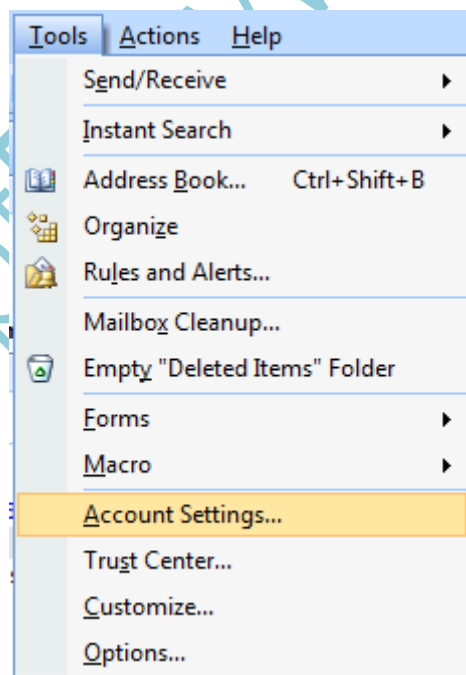 Tools Actions Help
Send/Receive
Instant Search
Address Book... Ctrl+Shift+B
Organize
Rules and Alerts...
Mailbox Cleanup...
Empty "Deleted Items" Folder
Forms
Macro
Account Settings...
Trust Center...
Customize...
Options...